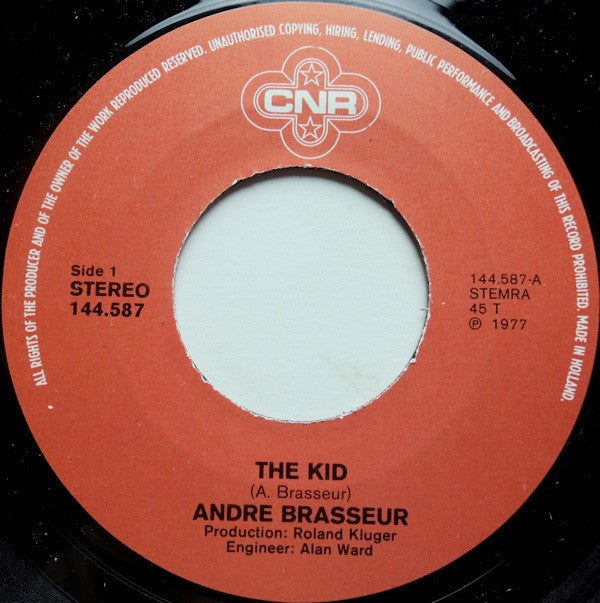 ALL RIGHTS OF THE PRODUCER AND OF THE OWNER OF THE WORK REPRODUCED RESERVED. UNAUTHORISED COPYING, HIRING, LENDING, PUBLIC PERFORMANCE AND BROADCASTING OF THIS RECORD PROHIBITED. MADE IN HOLLAND.
CNR
Side 1
STEREO
144.587
144.587-A
STEMRA
45 T
℗ 1977
THE KID
(A. Brasseur)
ANDRE BRASSEUR
Production: Roland Kluger
Engineer: Alan Ward